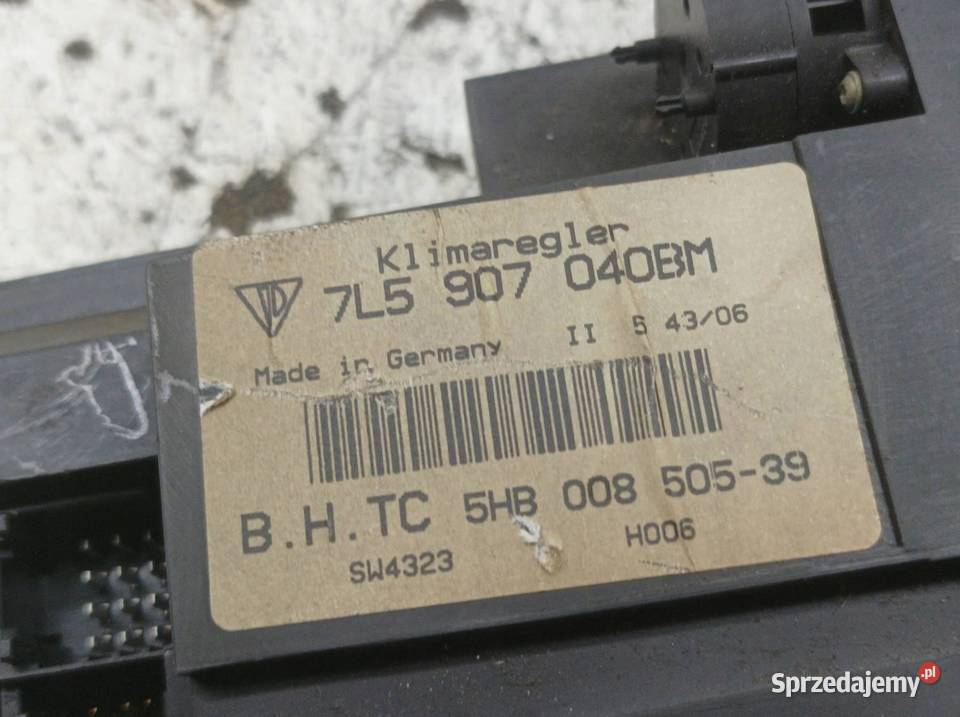 Klimaregler
7L5 907 040BM
Made in Germany II 5 43/06
B.H.TC 5HB 008 505-39
SW4323 H006
Sprzedajemy.pl